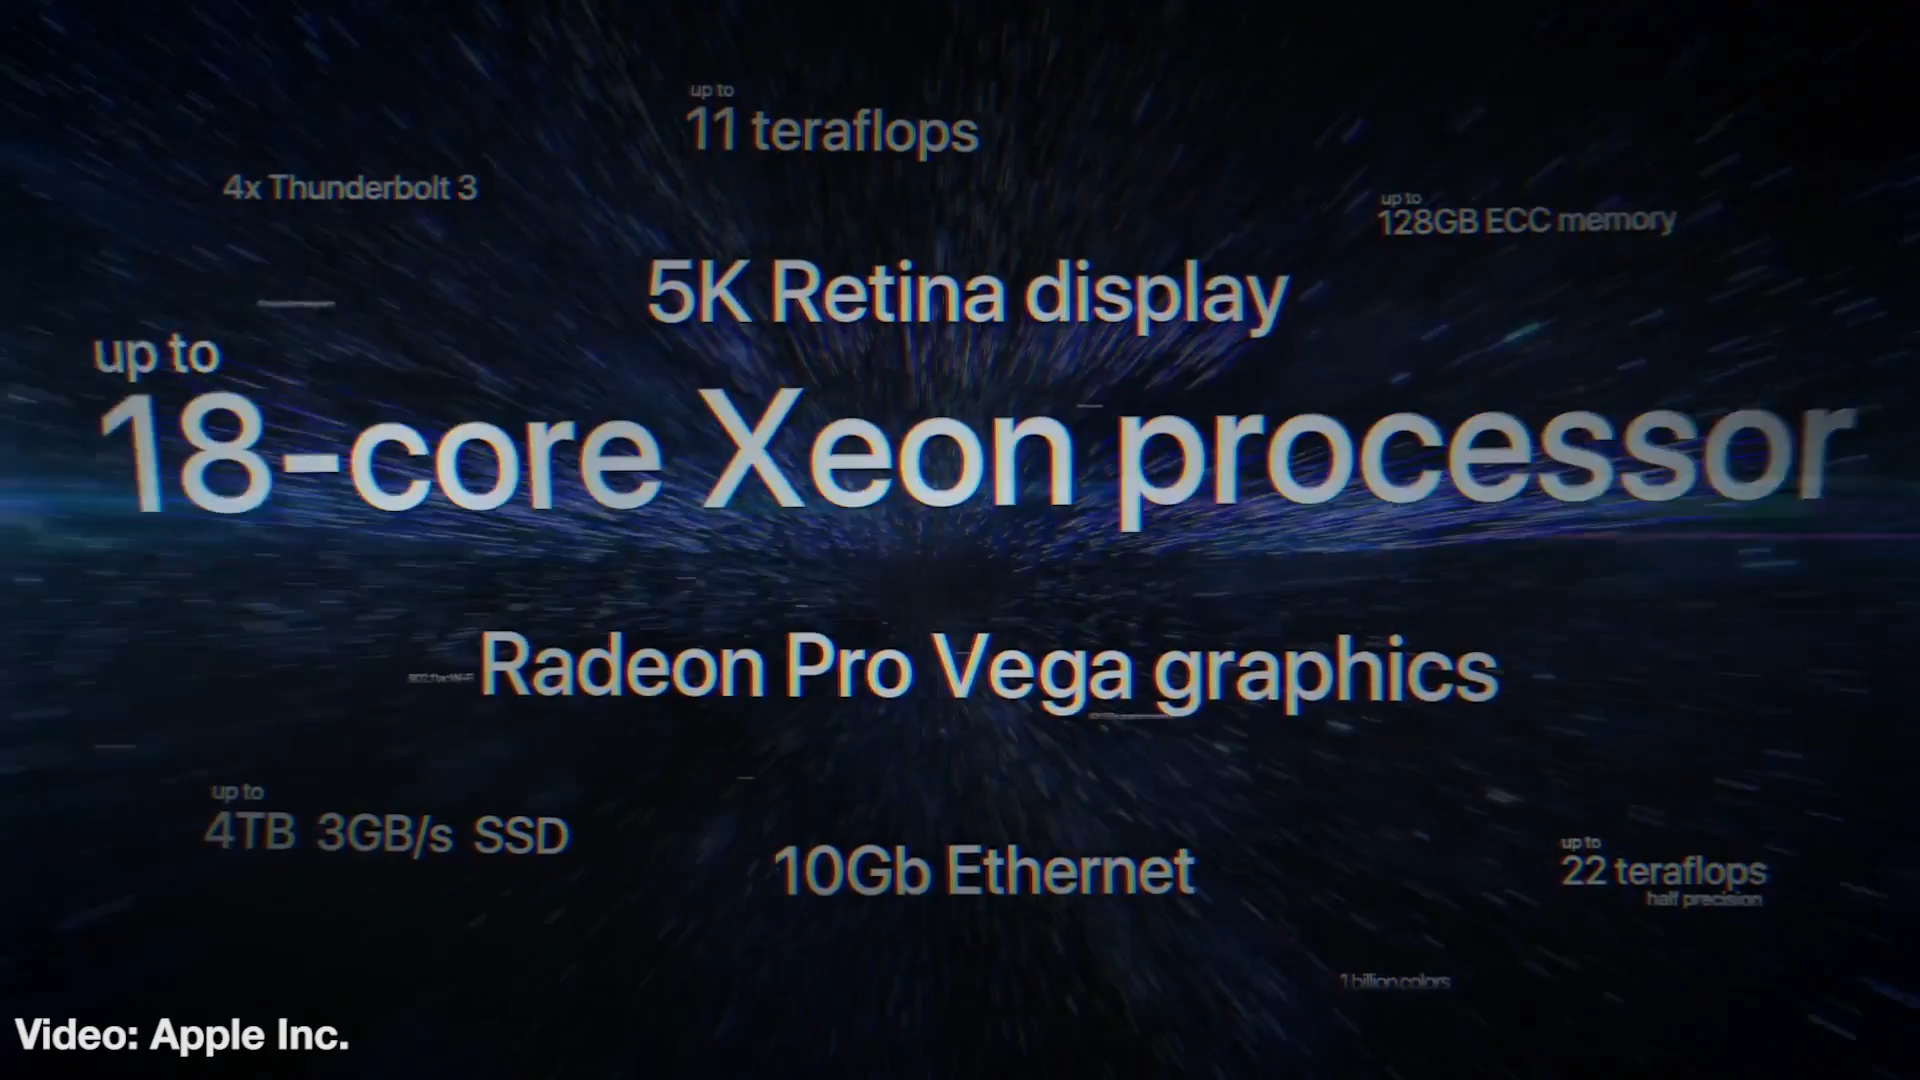 up to
11 teraflops
4x Thunderbolt 3
up to
128GB ECC memory
5K Retina display
up to
18-core Xeon processor
Radeon Pro Vega graphics
up to
4TB 3GB/s SSD
10Gb Ethernet
up to
22 teraflops
half precision
1 billion colors
Video: Apple Inc.